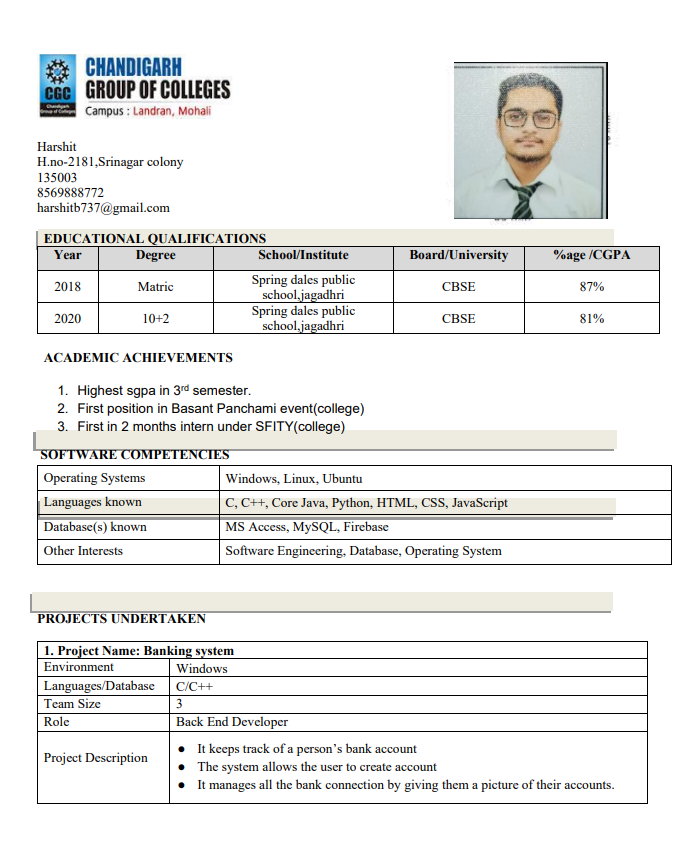 CHANDIGARH
GROUP OF COLLEGES
CGC
Chandigarh
Group of Colleges
Campus : Landran, Mohali
Harshit
H.no-2181,Srinagar colony
135003
8569888772
harshitb737@gmail.com
EDUCATIONAL QUALIFICATIONS
Year Degree School/Institute Board/University %age /CGPA
2018 Matric Spring dales public school,jagadhri CBSE 87%
2020 10+2 Spring dales public school,jagadhri CBSE 81%
ACADEMIC ACHIEVEMENTS
1. Highest sgpa in 3rd semester.
2. First position in Basant Panchami event(college)
3. First in 2 months intern under SFITY(college)
SOFTWARE COMPETENCIES
Operating Systems Windows, Linux, Ubuntu
Languages known C, C++, Core Java, Python, HTML, CSS, JavaScript
Database(s) known MS Access, MySQL, Firebase
Other Interests Software Engineering, Database, Operating System
PROJECTS UNDERTAKEN
1. Project Name: Banking system
Environment Windows
Languages/Database C/C++
Team Size 3
Role Back End Developer
Project Description
● It keeps track of a person’s bank account
● The system allows the user to create account
● It manages all the bank connection by giving them a picture of their accounts.